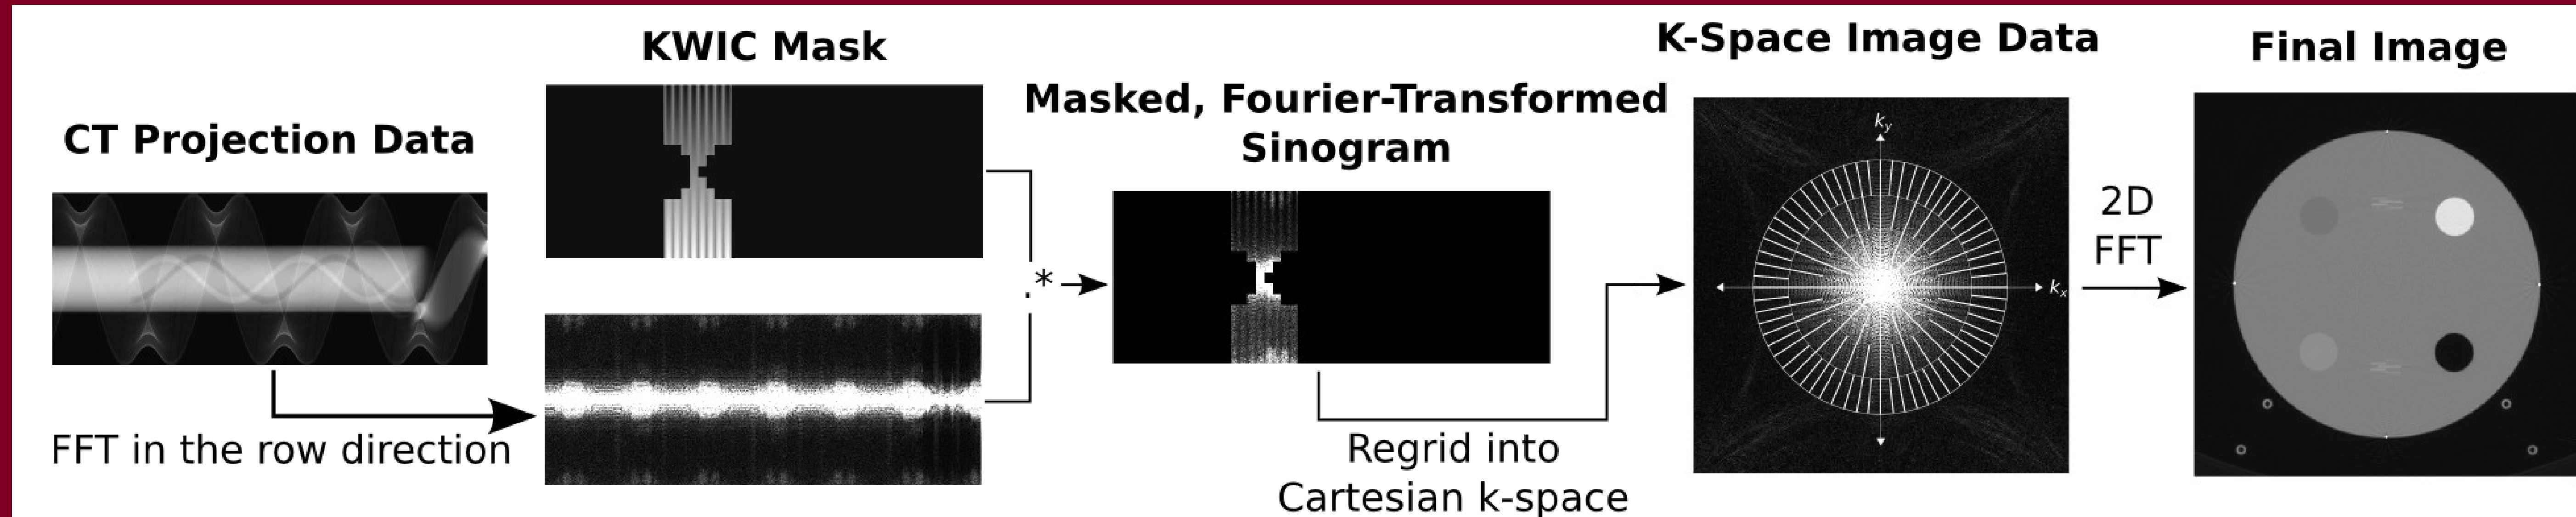 CT Projection Data
FFT in the row direction
KWIC Mask
.*
Masked, Fourier-Transformed
Sinogram
Regrid into
Cartesian k-space
K-Space Image Data
ky
kx
2D
FFT
Final Image